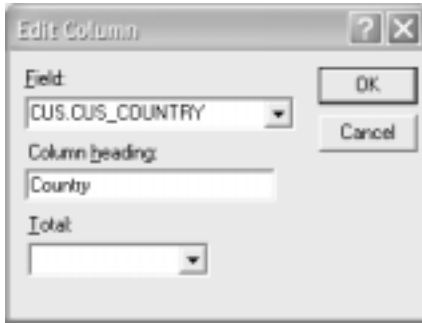 Edit Column
?
Field:
OK
CUS.CUS_COUNTRY
Cancel
Column heading:
Country
Total: